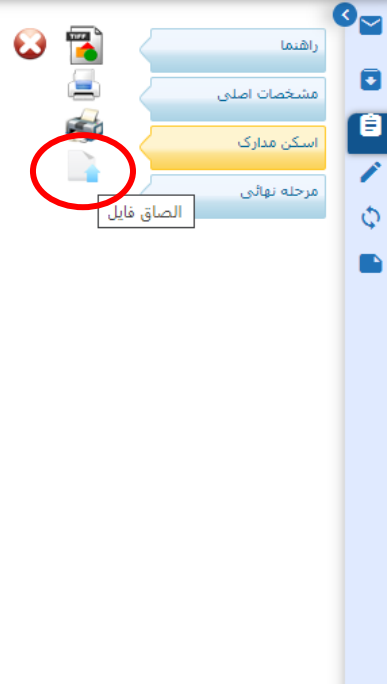 راهنما
مشخصات اصلی
اسکن مدارک
مرحله نهائی
الصاق فایل
TIFF